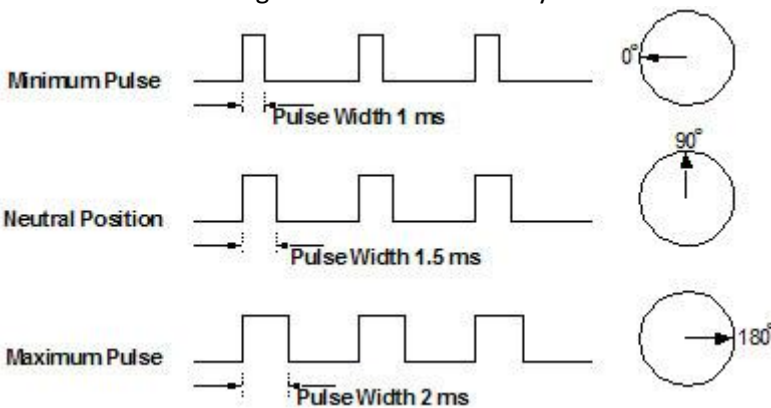 Minimum Pulse
Pulse Width 1 ms
0°
Neutral Position
Pulse Width 1.5 ms
90°
Maximum Pulse
Pulse Width 2 ms
180°